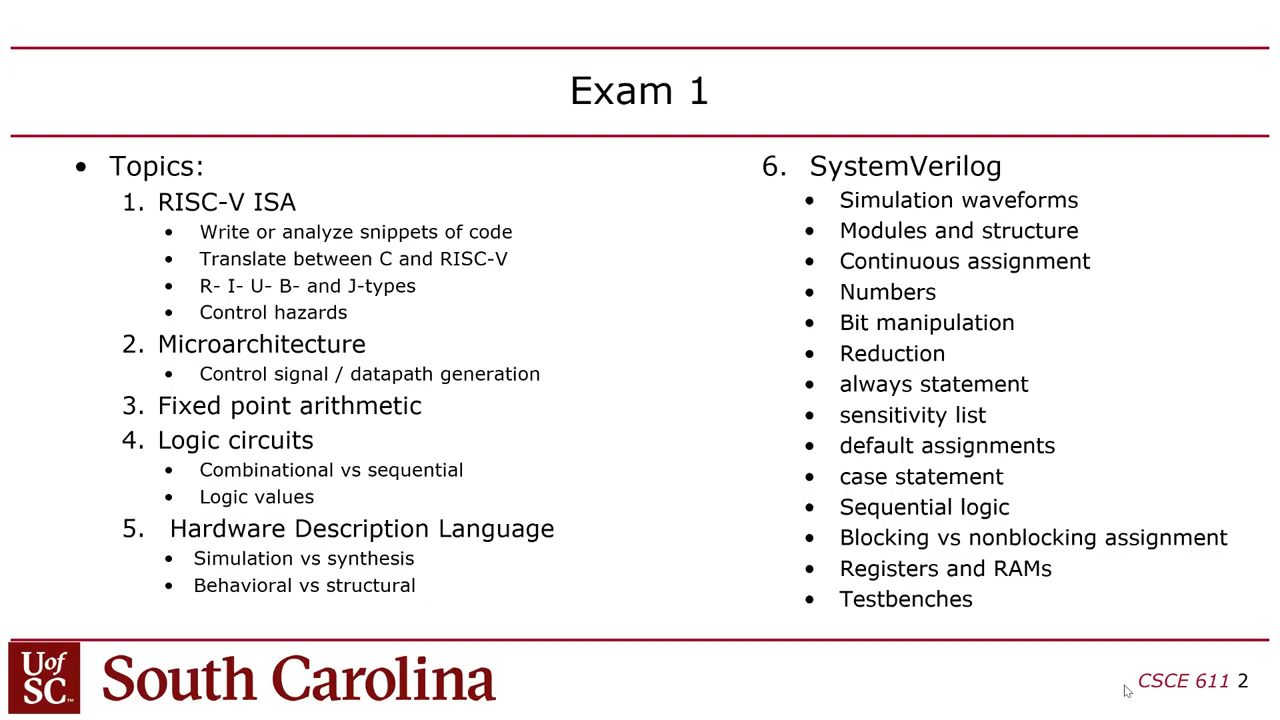 Exam 1
• Topics:
1. RISC-V ISA
• Write or analyze snippets of code
• Translate between C and RISC-V
• R- I- U- B- and J-types
• Control hazards
2. Microarchitecture
• Control signal / datapath generation
3. Fixed point arithmetic
4. Logic circuits
• Combinational vs sequential
• Logic values
5. Hardware Description Language
• Simulation vs synthesis
• Behavioral vs structural
6. SystemVerilog
• Simulation waveforms
• Modules and structure
• Continuous assignment
• Numbers
• Bit manipulation
• Reduction
• always statement
• sensitivity list
• default assignments
• case statement
• Sequential logic
• Blocking vs nonblocking assignment
• Registers and RAMs
• Testbenches
U of
SC™
South Carolina
CSCE 611 2